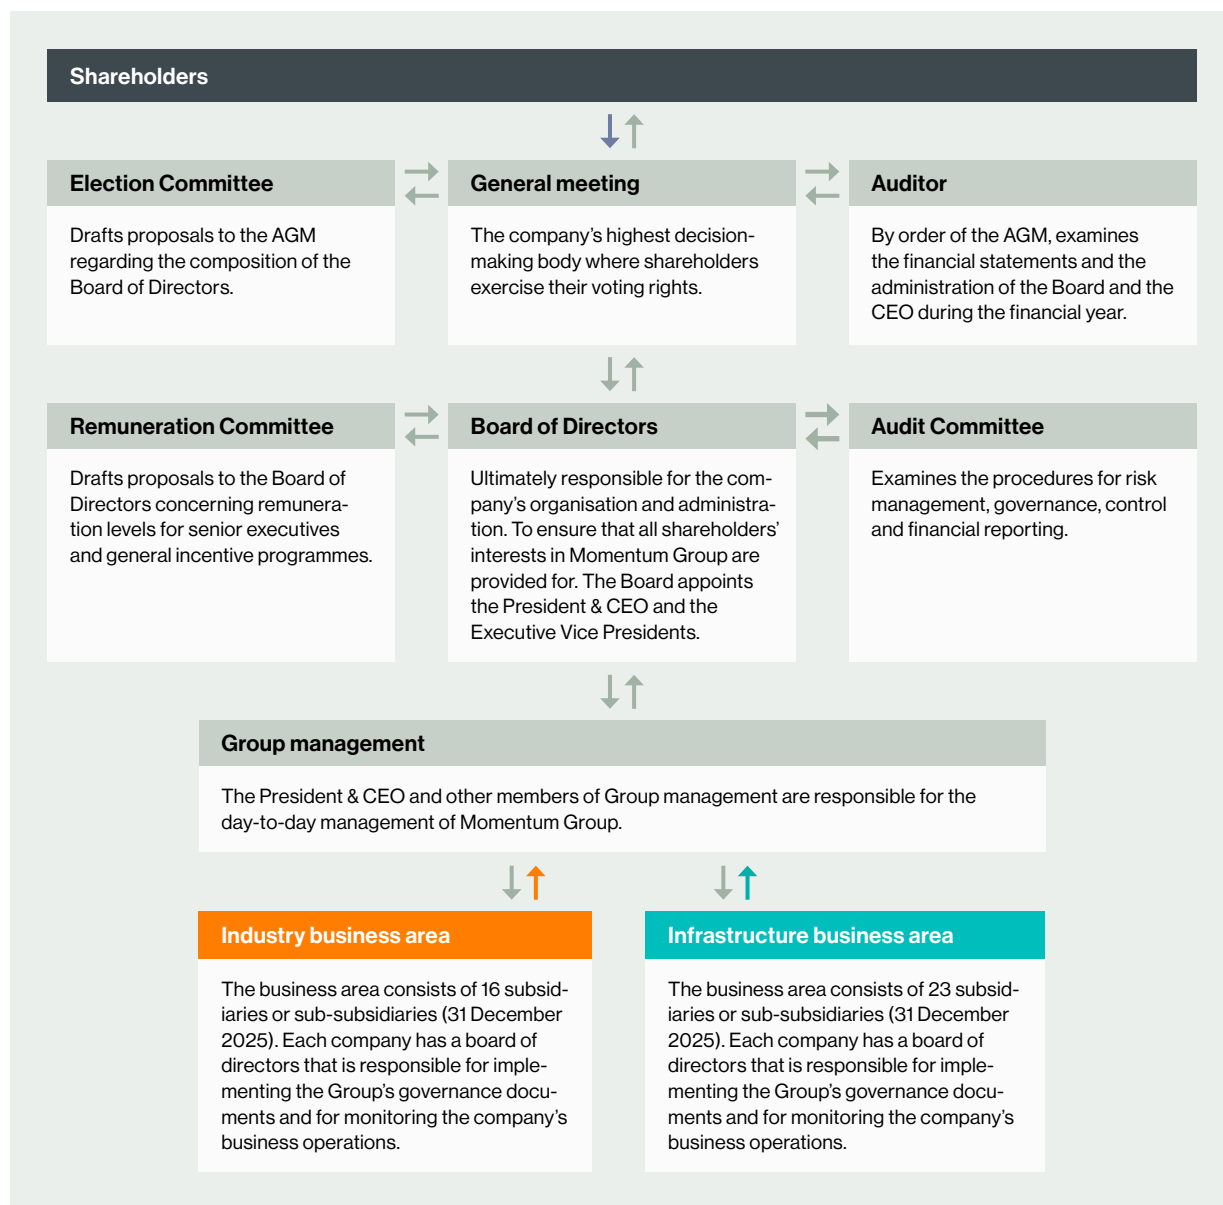 Shareholders
Election Committee
Drafts proposals to the AGM
regarding the composition of the
Board of Directors.
General meeting
The company’s highest decision-
making body where shareholders
exercise their voting rights.
Auditor
By order of the AGM, examines
the financial statements and the
administration of the Board and the
CEO during the financial year.
Remuneration Committee
Drafts proposals to the Board of
Directors concerning remunera-
tion levels for senior executives
and general incentive programmes.
Board of Directors
Ultimately responsible for the com-
pany’s organisation and administra-
tion. To ensure that all shareholders’
interests in Momentum Group are
provided for. The Board appoints
the President & CEO and the
Executive Vice Presidents.
Audit Committee
Examines the procedures for risk
management, governance, control
and financial reporting.
Group management
The President & CEO and other members of Group management are responsible for the
day-to-day management of Momentum Group.
Industry business area
The business area consists of 16 subsid-
iaries or sub-subsidiaries (31 December
2025). Each company has a board of
directors that is responsible for imple-
menting the Group’s governance docu-
ments and for monitoring the company’s
business operations.
Infrastructure business area
The business area consists of 23 subsid-
iaries or sub-subsidiaries (31 December
2025). Each company has a board of
directors that is responsible for imple-
menting the Group’s governance docu-
ments and for monitoring the company’s
business operations.